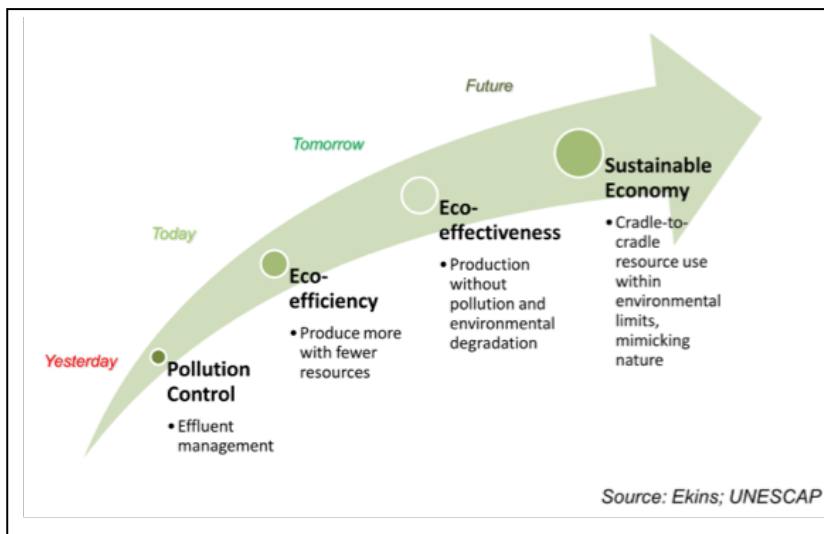 Future
Tomorrow
Today
Yesterday
Sustainable
Economy
• Cradle-to-
cradle
resource use
within
environmental
limits,
mimicking
nature
Eco-
effectiveness
• Production
without
pollution and
environmental
degradation
Eco-
efficiency
• Produce more
with fewer
resources
Pollution
Control
• Effluent
management
Source: Ekins; UNESCAP